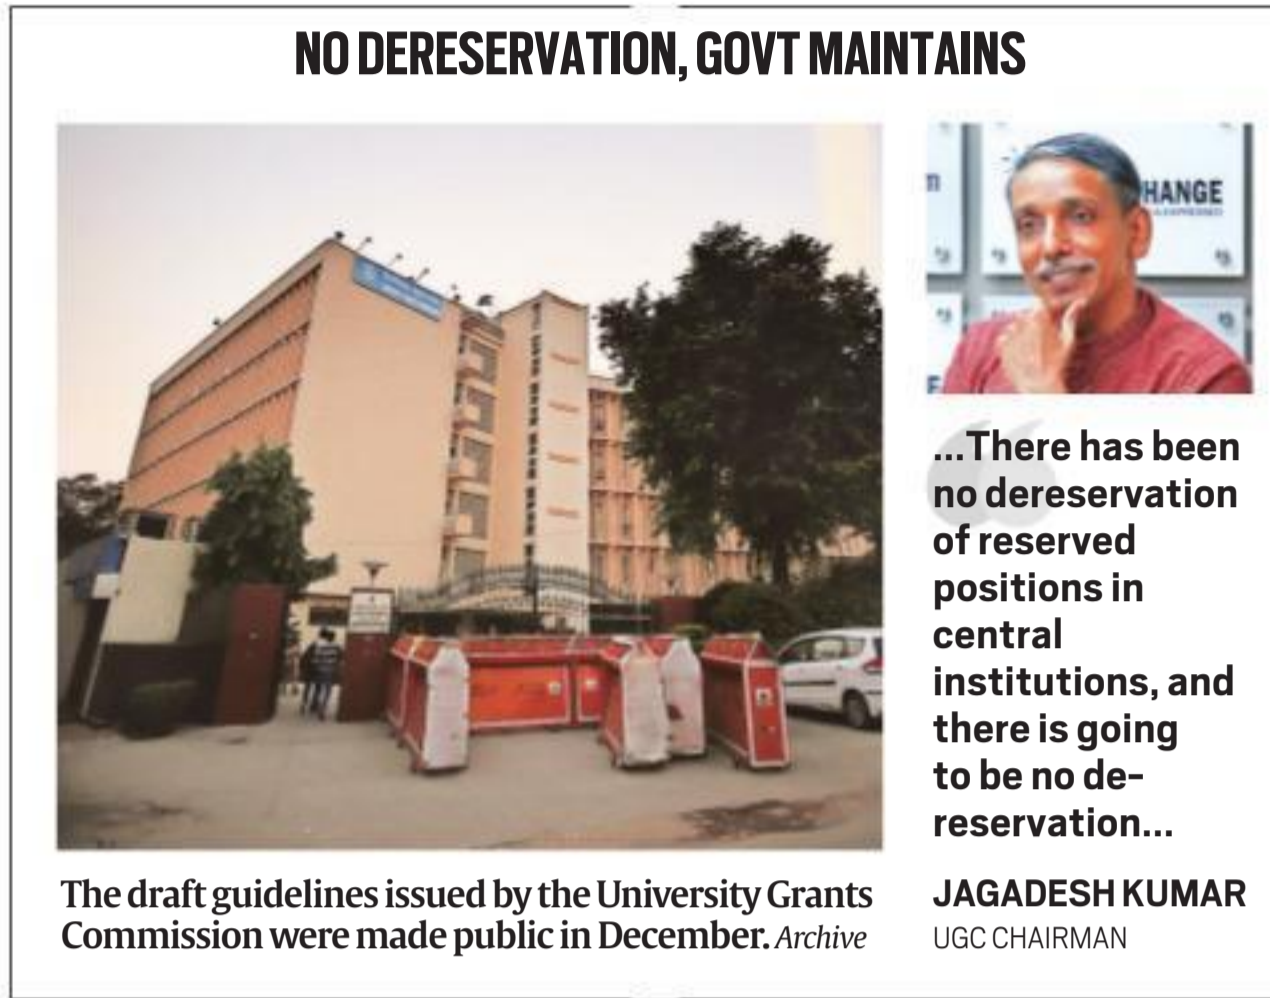 NO DERESERVATION, GOVT MAINTAINS
HANGE
...There has been
no dereservation
of reserved
positions in
central
institutions, and
there is going
to be no de-
reservation...
JAGADESH KUMAR
UGC CHAIRMAN
The draft guidelines issued by the University Grants
Commission were made public in December. Archive